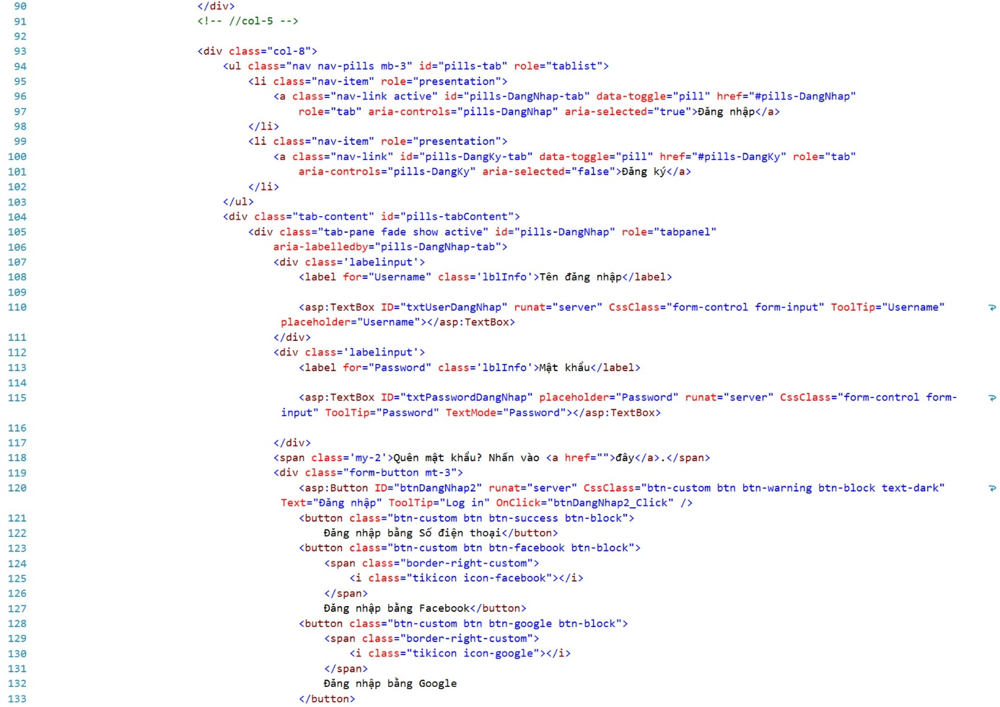 90 </div>
91 <!-- //col-5 -->
92
93 <div class="col-8">
94 <ul class="nav nav-pills mb-3" id="pills-tab" role="tablist">
95 <li class="nav-item" role="presentation">
96 <a class="nav-link active" id="pills-DangNhap-tab" data-toggle="pill" href="#pills-DangNhap"
97 role="tab" aria-controls="pills-DangNhap" aria-selected="true">Đăng nhập</a>
98 </li>
99 <li class="nav-item" role="presentation">
100 <a class="nav-link" id="pills-DangKy-tab" data-toggle="pill" href="#pills-DangKy" role="tab"
101 aria-controls="pills-DangKy" aria-selected="false">Đăng ký</a>
102 </li>
103 </ul>
104 <div class="tab-content" id="pills-tabContent">
105 <div class="tab-pane fade show active" id="pills-DangNhap" role="tabpanel"
106 aria-labelledby="pills-DangNhap-tab">
107 <div class='labelinput'>
108 <label for="Username" class='lblInfo'>Tên đăng nhập</label>
109
110 <asp:TextBox ID="txtUserDangNhap" runat="server" CssClass="form-control form-input" ToolTip="Username"
placeholder="Username"></asp:TextBox>
111 </div>
112 <div class='labelinput'>
113 <label for="Password" class='lblInfo'>Mật khẩu</label>
114
115 <asp:TextBox ID="txtPasswordDangNhap" placeholder="Password" runat="server" CssClass="form-control form-
input" ToolTip="Password" TextMode="Password"></asp:TextBox>
116
117 </div>
118 <span class='my-2'>Quên mật khẩu? Nhấn vào <a href="">đây</a>.</span>
119 <div class="form-button mt-3">
120 <asp:Button ID="btnDangNhap2" runat="server" CssClass="btn-custom btn btn-warning btn-block text-dark"
Text="Đăng nhập" ToolTip="Log in" OnClick="btnDangNhap2_Click" />
121 <button class="btn-custom btn btn-success btn-block">
122 Đăng nhập bằng Số điện thoại</button>
123 <button class="btn-custom btn btn-facebook btn-block">
124 <span class="border-right-custom">
125 <i class="tikicon icon-facebook"></i>
126 </span>
127 Đăng nhập bằng Facebook</button>
128 <button class="btn-custom btn btn-google btn-block">
129 <span class="border-right-custom">
130 <i class="tikicon icon-google"></i>
131 </span>
132 Đăng nhập bằng Google
133 </button>